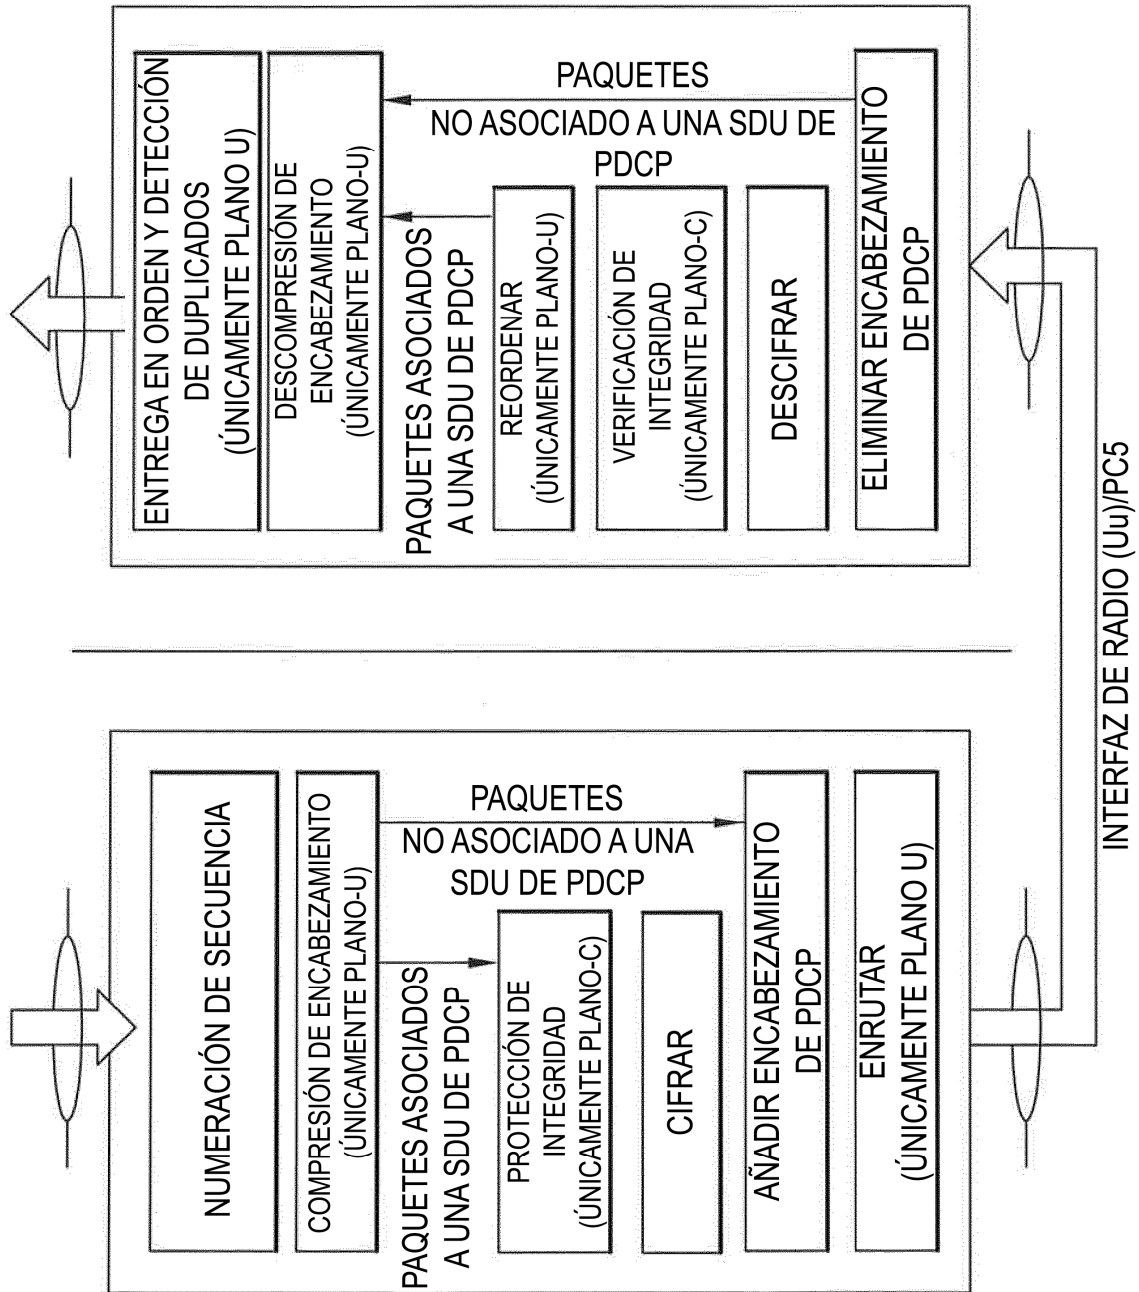 NUMERACIÓN DE SECUENCIA
COMPRESIÓN DE ENCABEZAMIENTO
(ÚNICAMENTE PLANO-U)
PAQUETES
NO ASOCIADO A UNA
SDU DE PDCP
PAQUETES ASOCIADOS
A UNA SDU DE PDCP
PROTECCIÓN DE
INTEGRIDAD
(ÚNICAMENTE PLANO-C)
CIFRAR
AÑADIR ENCABEZAMIENTO
DE PDCP
ENRUTAR
(ÚNICAMENTE PLANO U)
ENTREGA EN ORDEN Y DETECCIÓN
DE DUPLICADOS
(ÚNICAMENTE PLANO U)
DESCOMPRESIÓN DE
ENCABEZAMIENTO
(ÚNICAMENTE PLANO-U)
PAQUETES
NO ASOCIADO A UNA SDU DE
PDCP
PAQUETES ASOCIADOS
A UNA SDU DE PDCP
REORDENAR
(ÚNICAMENTE PLANO-U)
VERIFICACIÓN DE
INTEGRIDAD
(ÚNICAMENTE PLANO-C)
DESCIFRAR
ELIMINAR ENCABEZAMIENTO
DE PDCP
INTERFAZ DE RADIO (Uu)/PC5